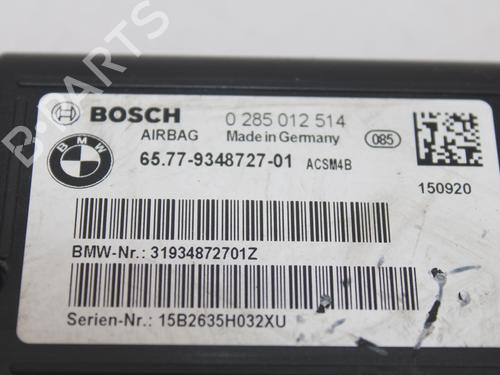 BOSCH 0 285 012 514
AIRBAG Made in Germany 085
BMW 65.77-9348727-01 ACSM4B
150920
BMW-Nr.: 31934872701Z
Serien-Nr.: 15B2635H032XU
B-PARTS
B-PARTS